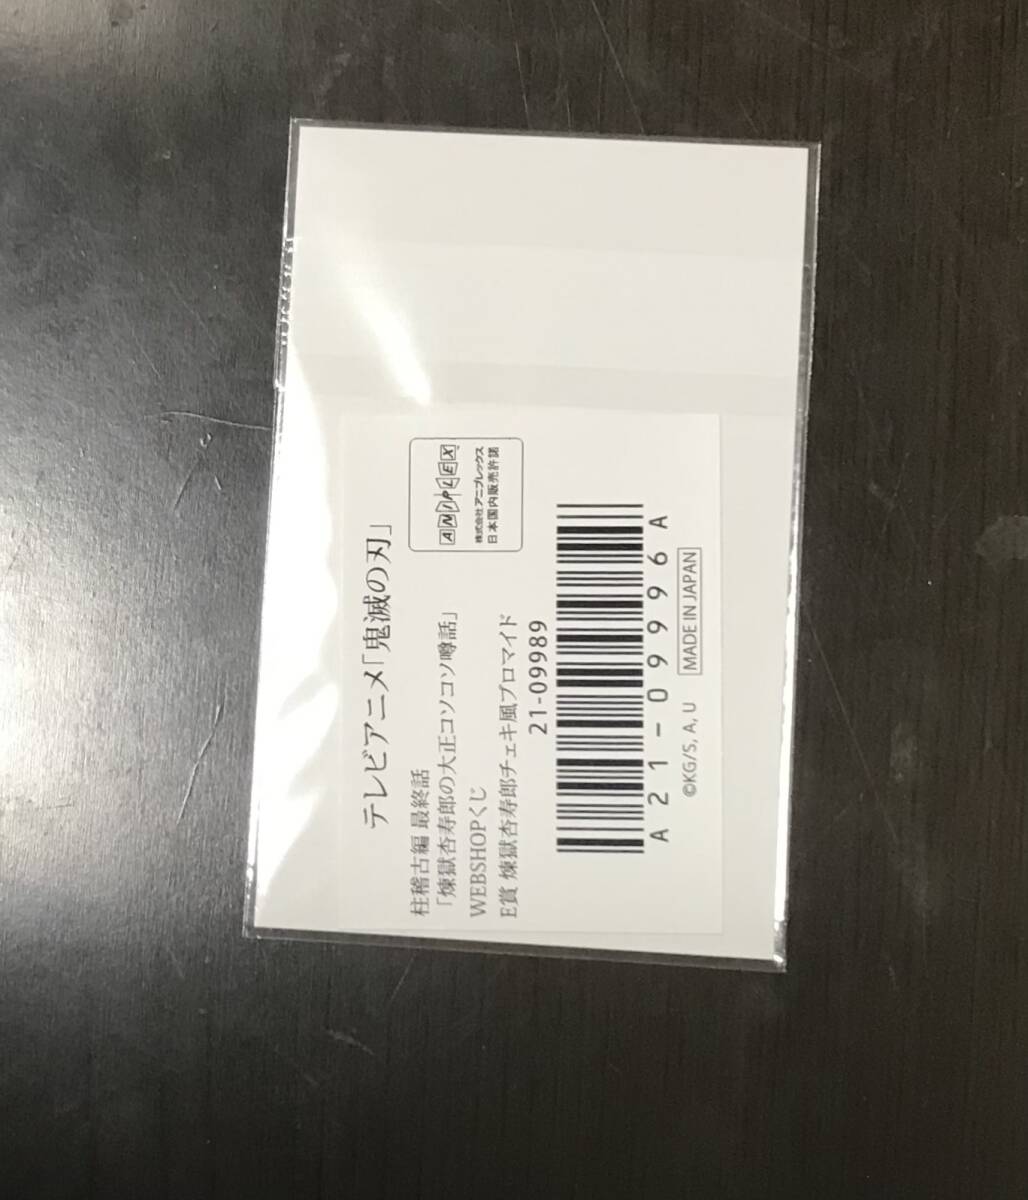 テレビアニメ「鬼滅の刃」
柱稽古編 最終話
「煉獄杏寿郎の大正コソコソ噂話」
WEBSHOPくじ
E賞 煉獄杏寿郎チェキ風ブロマイド
ANIPLEX
株式会社アニプレックス
日本国内販売許諾
21-09989
A21-09996A
©KG/S, A, U
MADE IN JAPAN